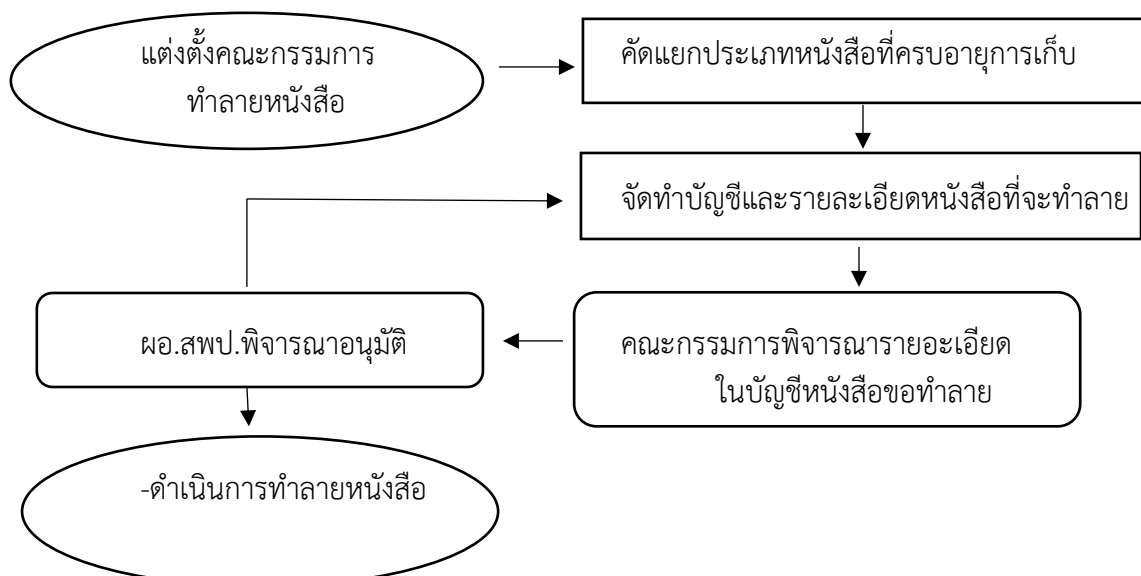 แต่งตั้งคณะกรรมการ
ทำลายหนังสือ
คัดแยกประเภทหนังสือที่ครบอายุการเก็บ
จัดทำบัญชีและรายละเอียดหนังสือที่จะทำลาย
คณะกรรมการพิจารณารายอะเอียด
ในบัญชีหนังสือขอทำลาย
ผอ.สพป.พิจารณาอนุมัติ
-ดำเนินการทำลายหนังสือ